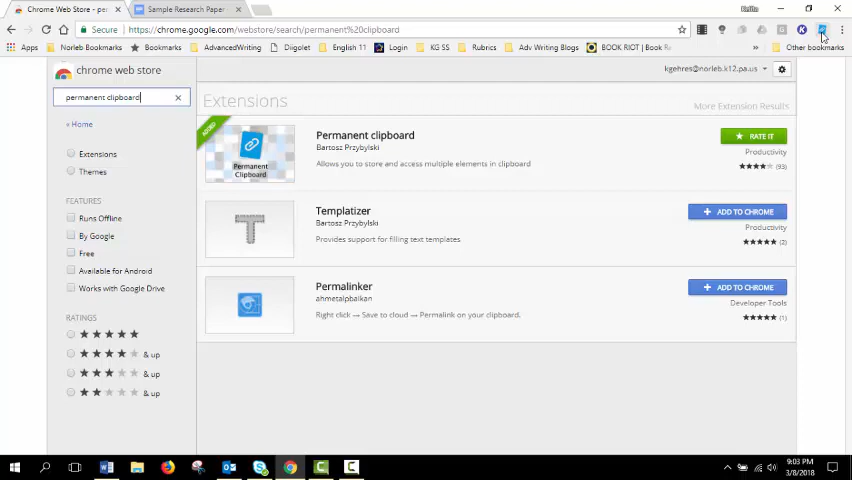 Chrome Web Store - perm
Sample Research Paper
Secure
https://chrome.google.com/webstore/search/permanent%20clipboard
Apps
Norleb Bookmarks
Bookmarks
AdvancedWriting
Diigolet
English 11
Login
KG SS
Rubrics
Adv Writing Blogs
BOOK RIOT | Book R
»
Other bookmarks
chrome web store
kgehres@norleb.k12.pa.us
permanent clipboard
Extensions
More Extension Results
« Home
Extensions
Themes
FEATURES
Runs Offline
By Google
Free
Available for Android
Works with Google Drive
RATINGS
& up
& up
& up
ADDED
Permanent Clipboard
Permanent clipboard
Bartosz Przybylski
Allows you to store and access multiple elements in clipboard
RATE IT
Productivity
(93)
T
Templatizer
Bartosz Przybylski
Provides support for filling text templates
+ ADD TO CHROME
Productivity
(2)
Permalinker
ahmetalpbalkan
Right click → Save to cloud → Permalink on your clipboard.
+ ADD TO CHROME
Developer Tools
(1)
9:03 PM
3/8/2018